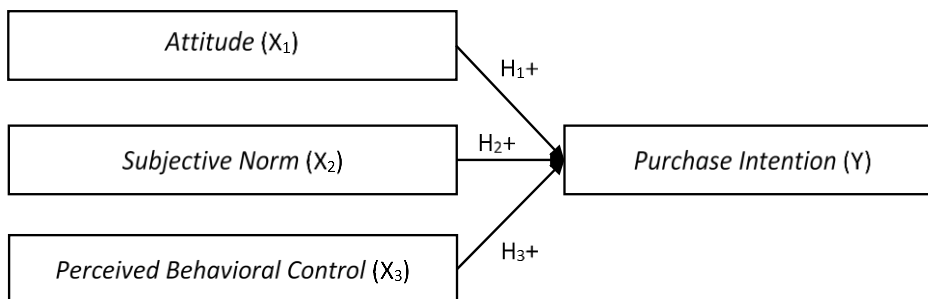 Attitude (X₁)
H₁+
Subjective Norm (X₂)
H₂+
Purchase Intention (Y)
H₃+
Perceived Behavioral Control (X₃)